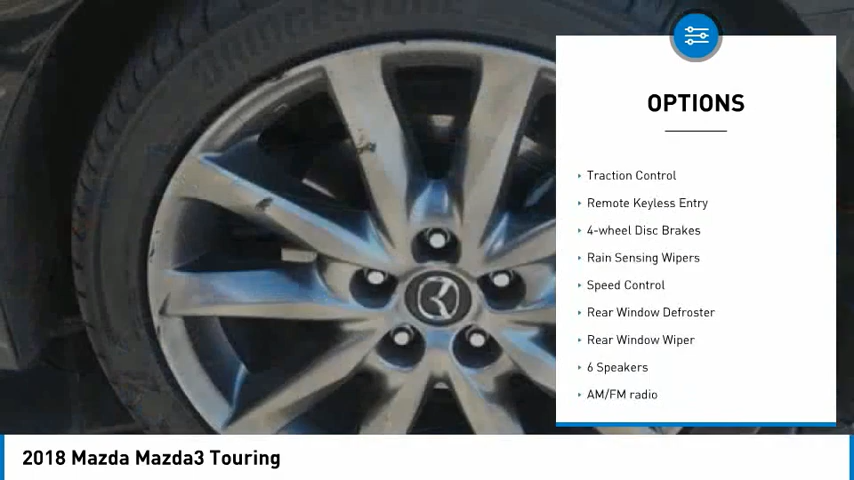 BRIDGESTONE
OPTIONS
Traction Control
Remote Keyless Entry
4-wheel Disc Brakes
Rain Sensing Wipers
Speed Control
Rear Window Defroster
Rear Window Wiper
6 Speakers
AM/FM radio
2018 Mazda Mazda3 Touring